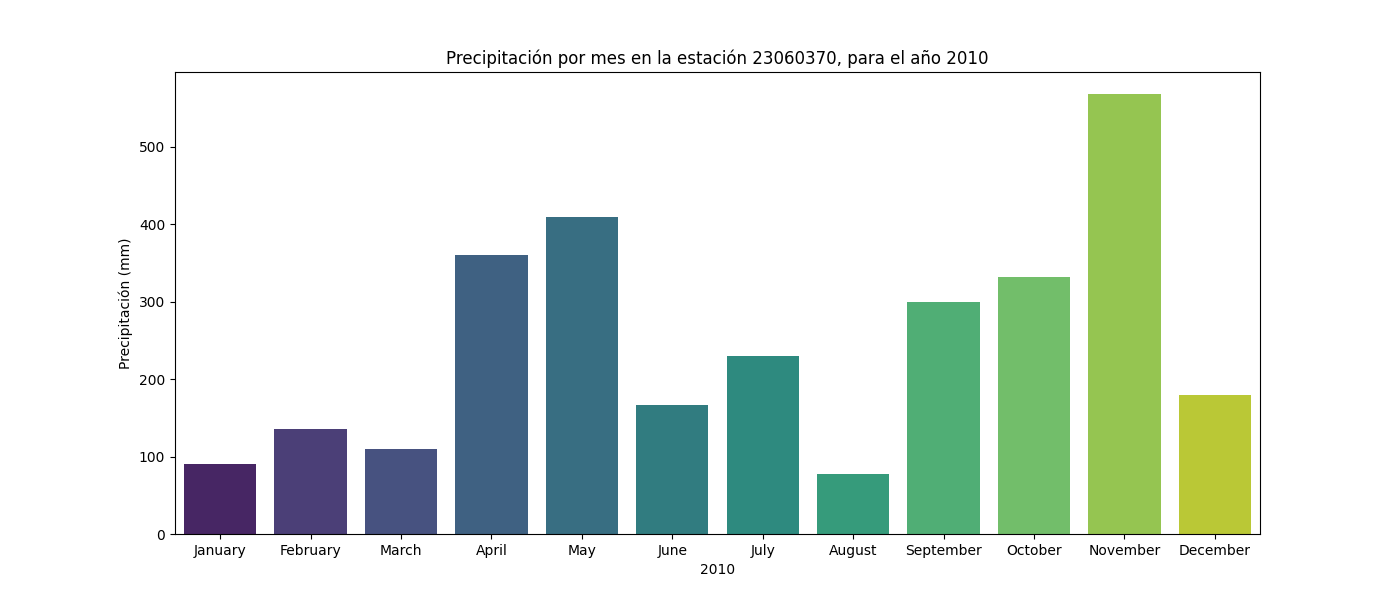 Precipitación por mes en la estación 23060370, para el año 2010
Precipitación (mm)
500
400
300
200
100
0
January February March April May June July August September October November December
2010